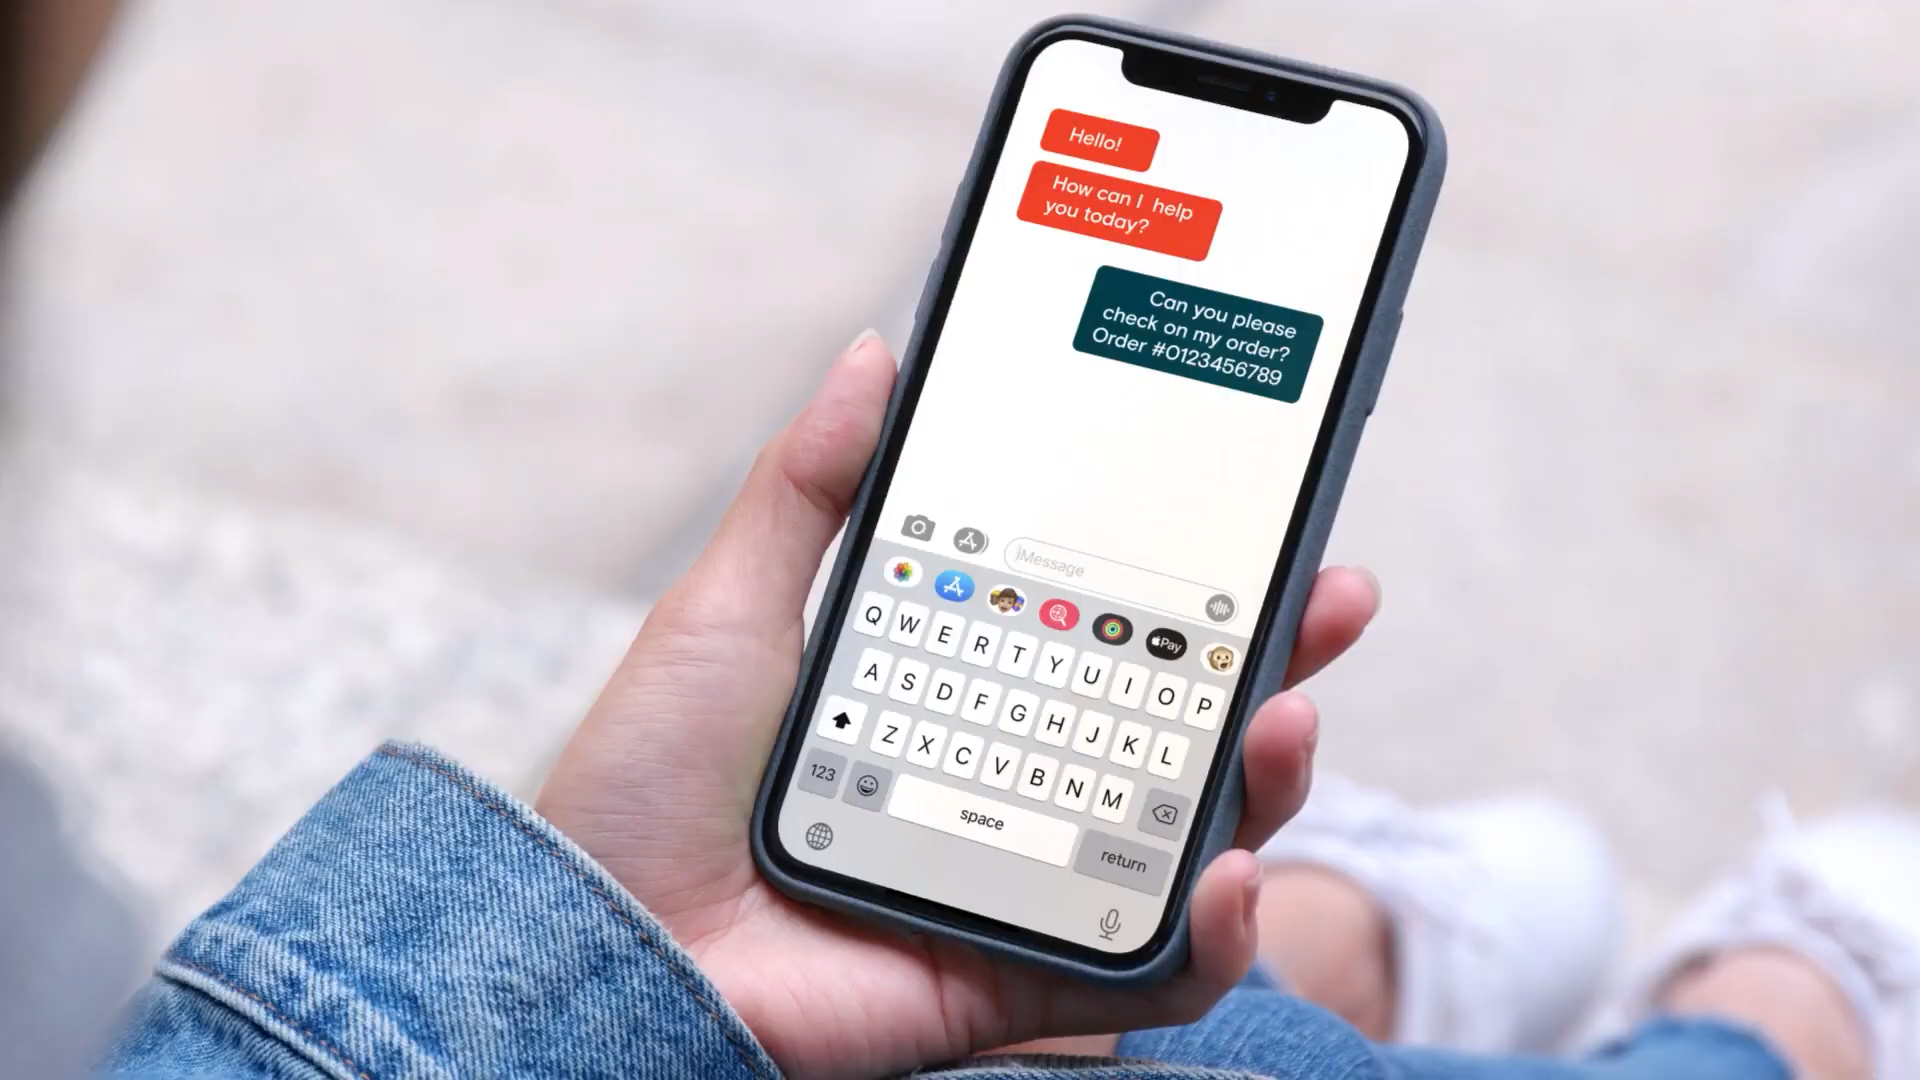 Hello!
How can I help
you today?
Can you please
check on my order?
Order #0123456789
iMessage
Pay
Q W E R T Y U I O P
A S D F G H J K L
Z X C V B N M
123 space return